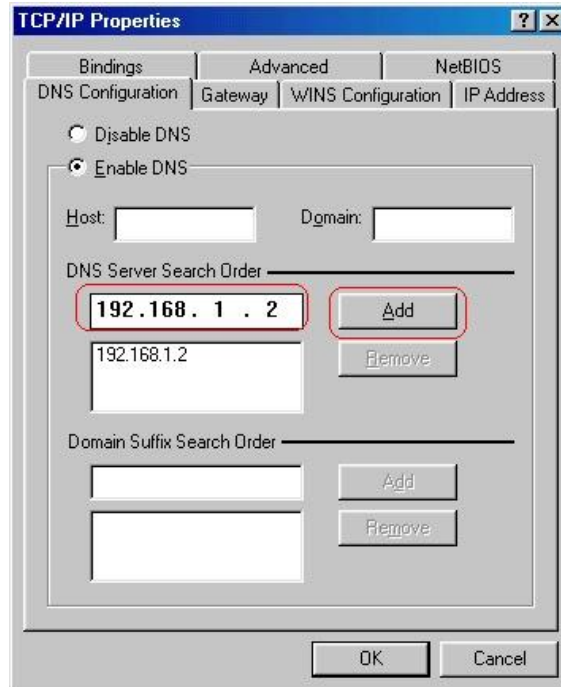 TCP/IP Properties
Bindings Advanced NetBIOS
DNS Configuration Gateway WINS Configuration IP Address
Disable DNS
Enable DNS
Host: Domain:
DNS Server Search Order
192.168. 1 . 2 Add
192.168.1.2 Remove
Domain Suffix Search Order
Add
Remove
OK Cancel